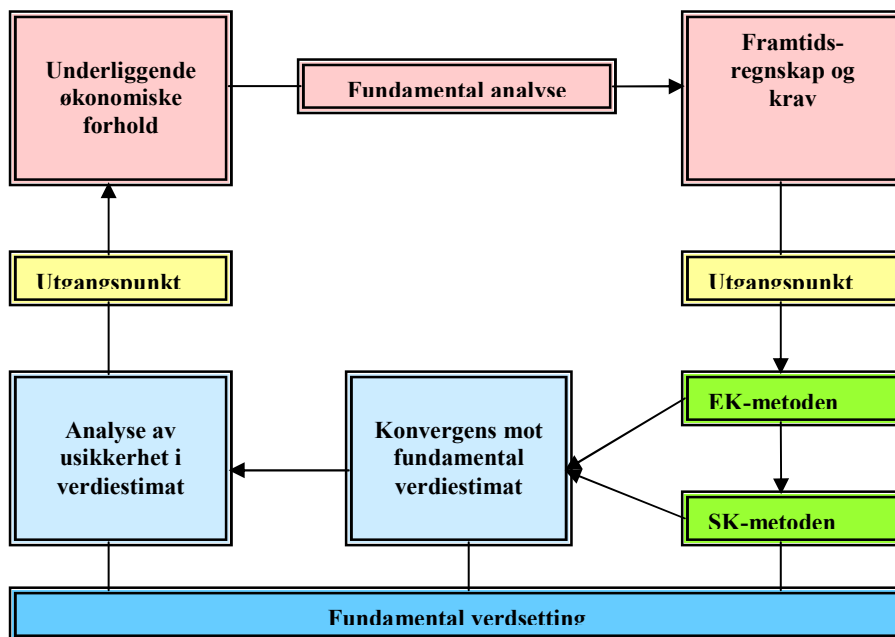 Underliggende
økonomiske
forhold
Fundamental analyse
Framtids-
regnskap og
krav
Utgangspunkt
Utgangspunkt
EK-metoden
Analyse av
usikkerhet i
verdiestimat
Konvergens mot
fundamental
verdiestimat
SK-metoden
Fundamental verdsetting